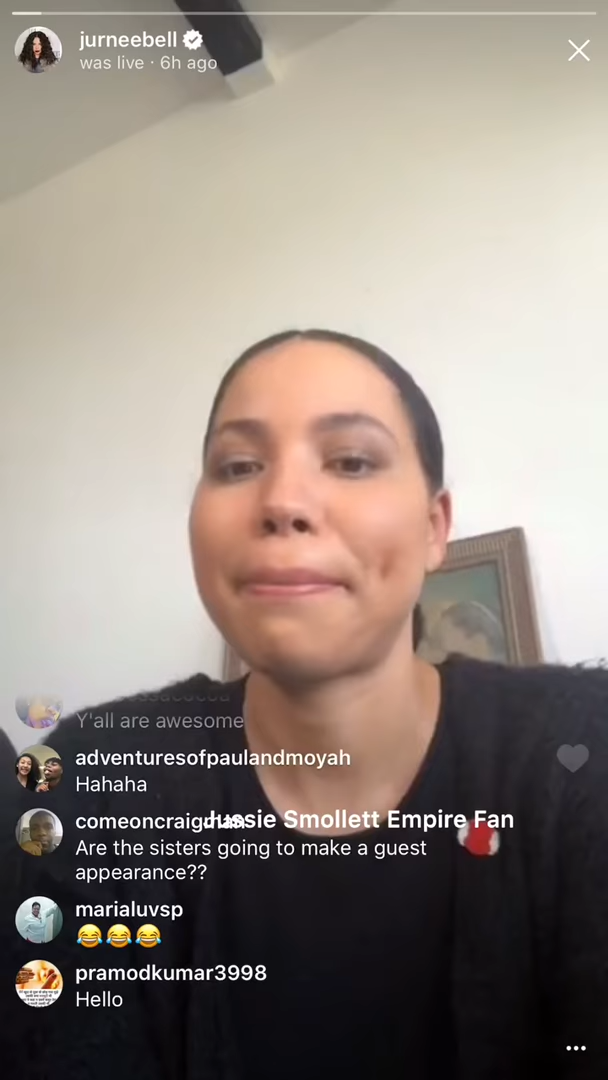 jurneebell
was live · 6h ago
Y'all are awesome
adventuresofpaulandmoyah
Hahaha
Jussie Smollett Empire Fan
Are the sisters going to make a guest
appearance??
marialuvsp
😂😂😂
pramodkumar3998
Hello